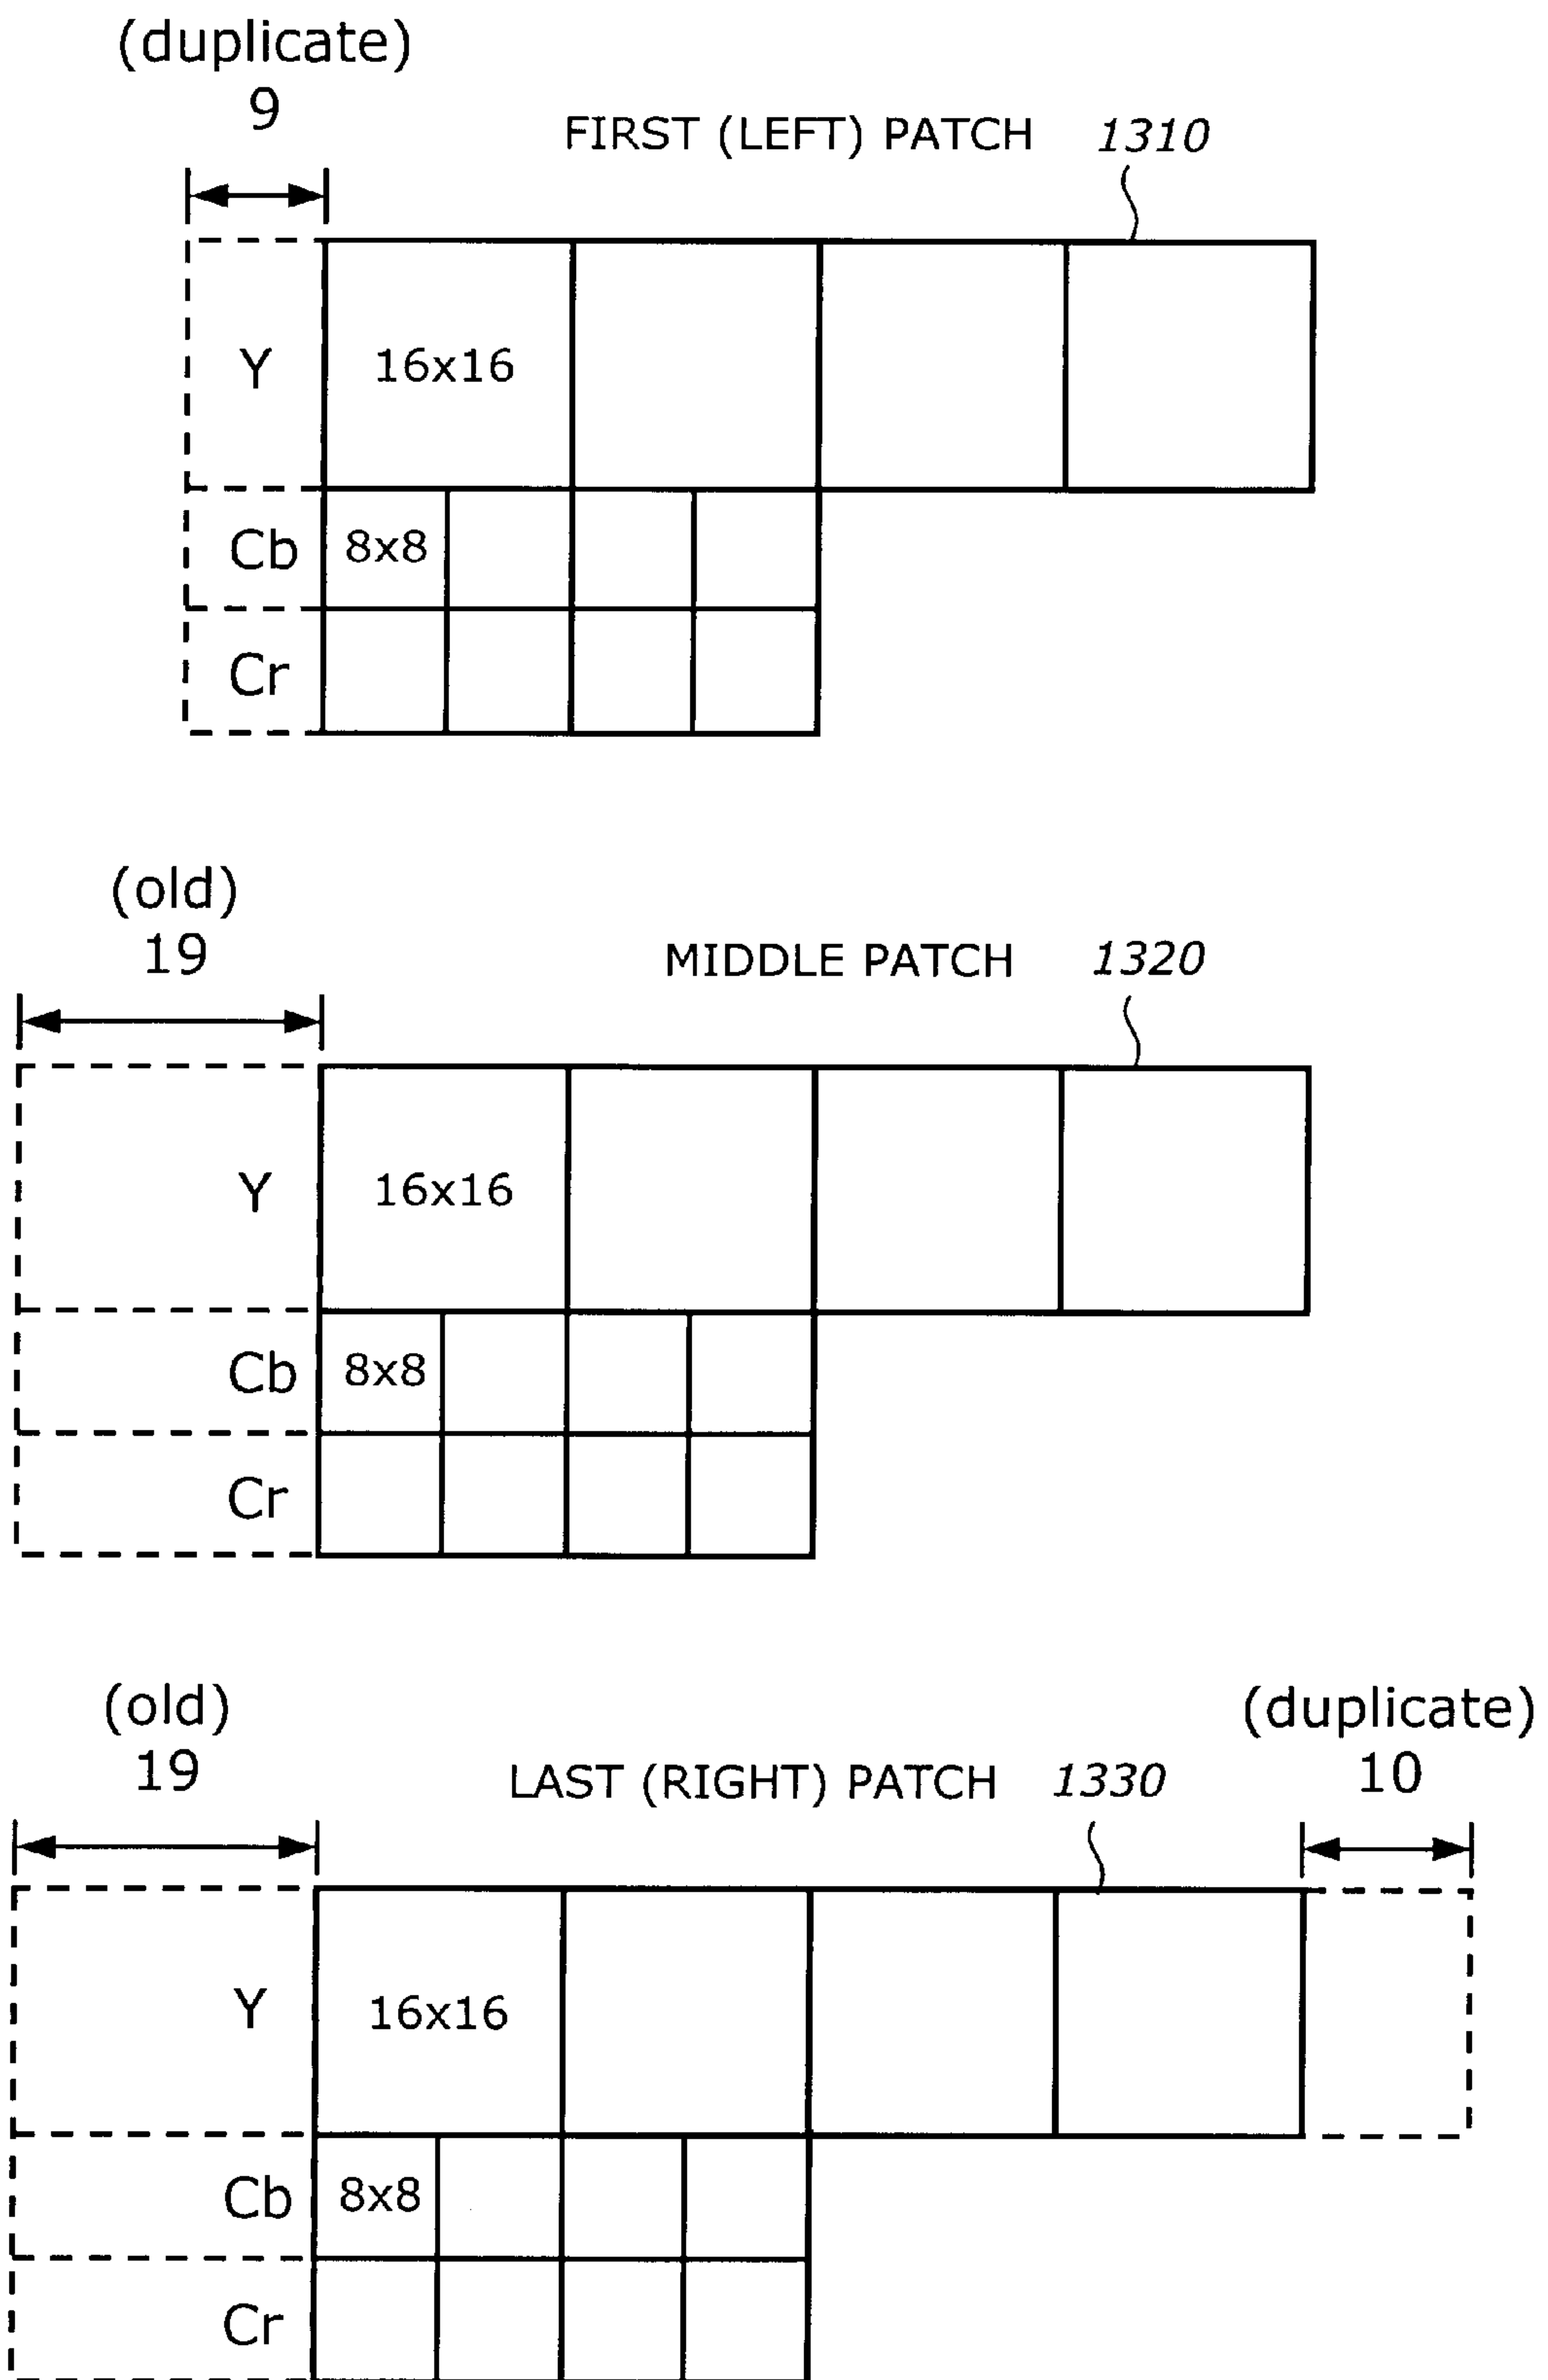 (duplicate)
9
FIRST (LEFT) PATCH 1310
Y 16x16
Cb 8x8
Cr
(old)
19
MIDDLE PATCH 1320
Y 16x16
Cb 8x8
Cr
(old)
19
LAST (RIGHT) PATCH 1330
(duplicate)
10
Y 16x16
Cb 8x8
Cr